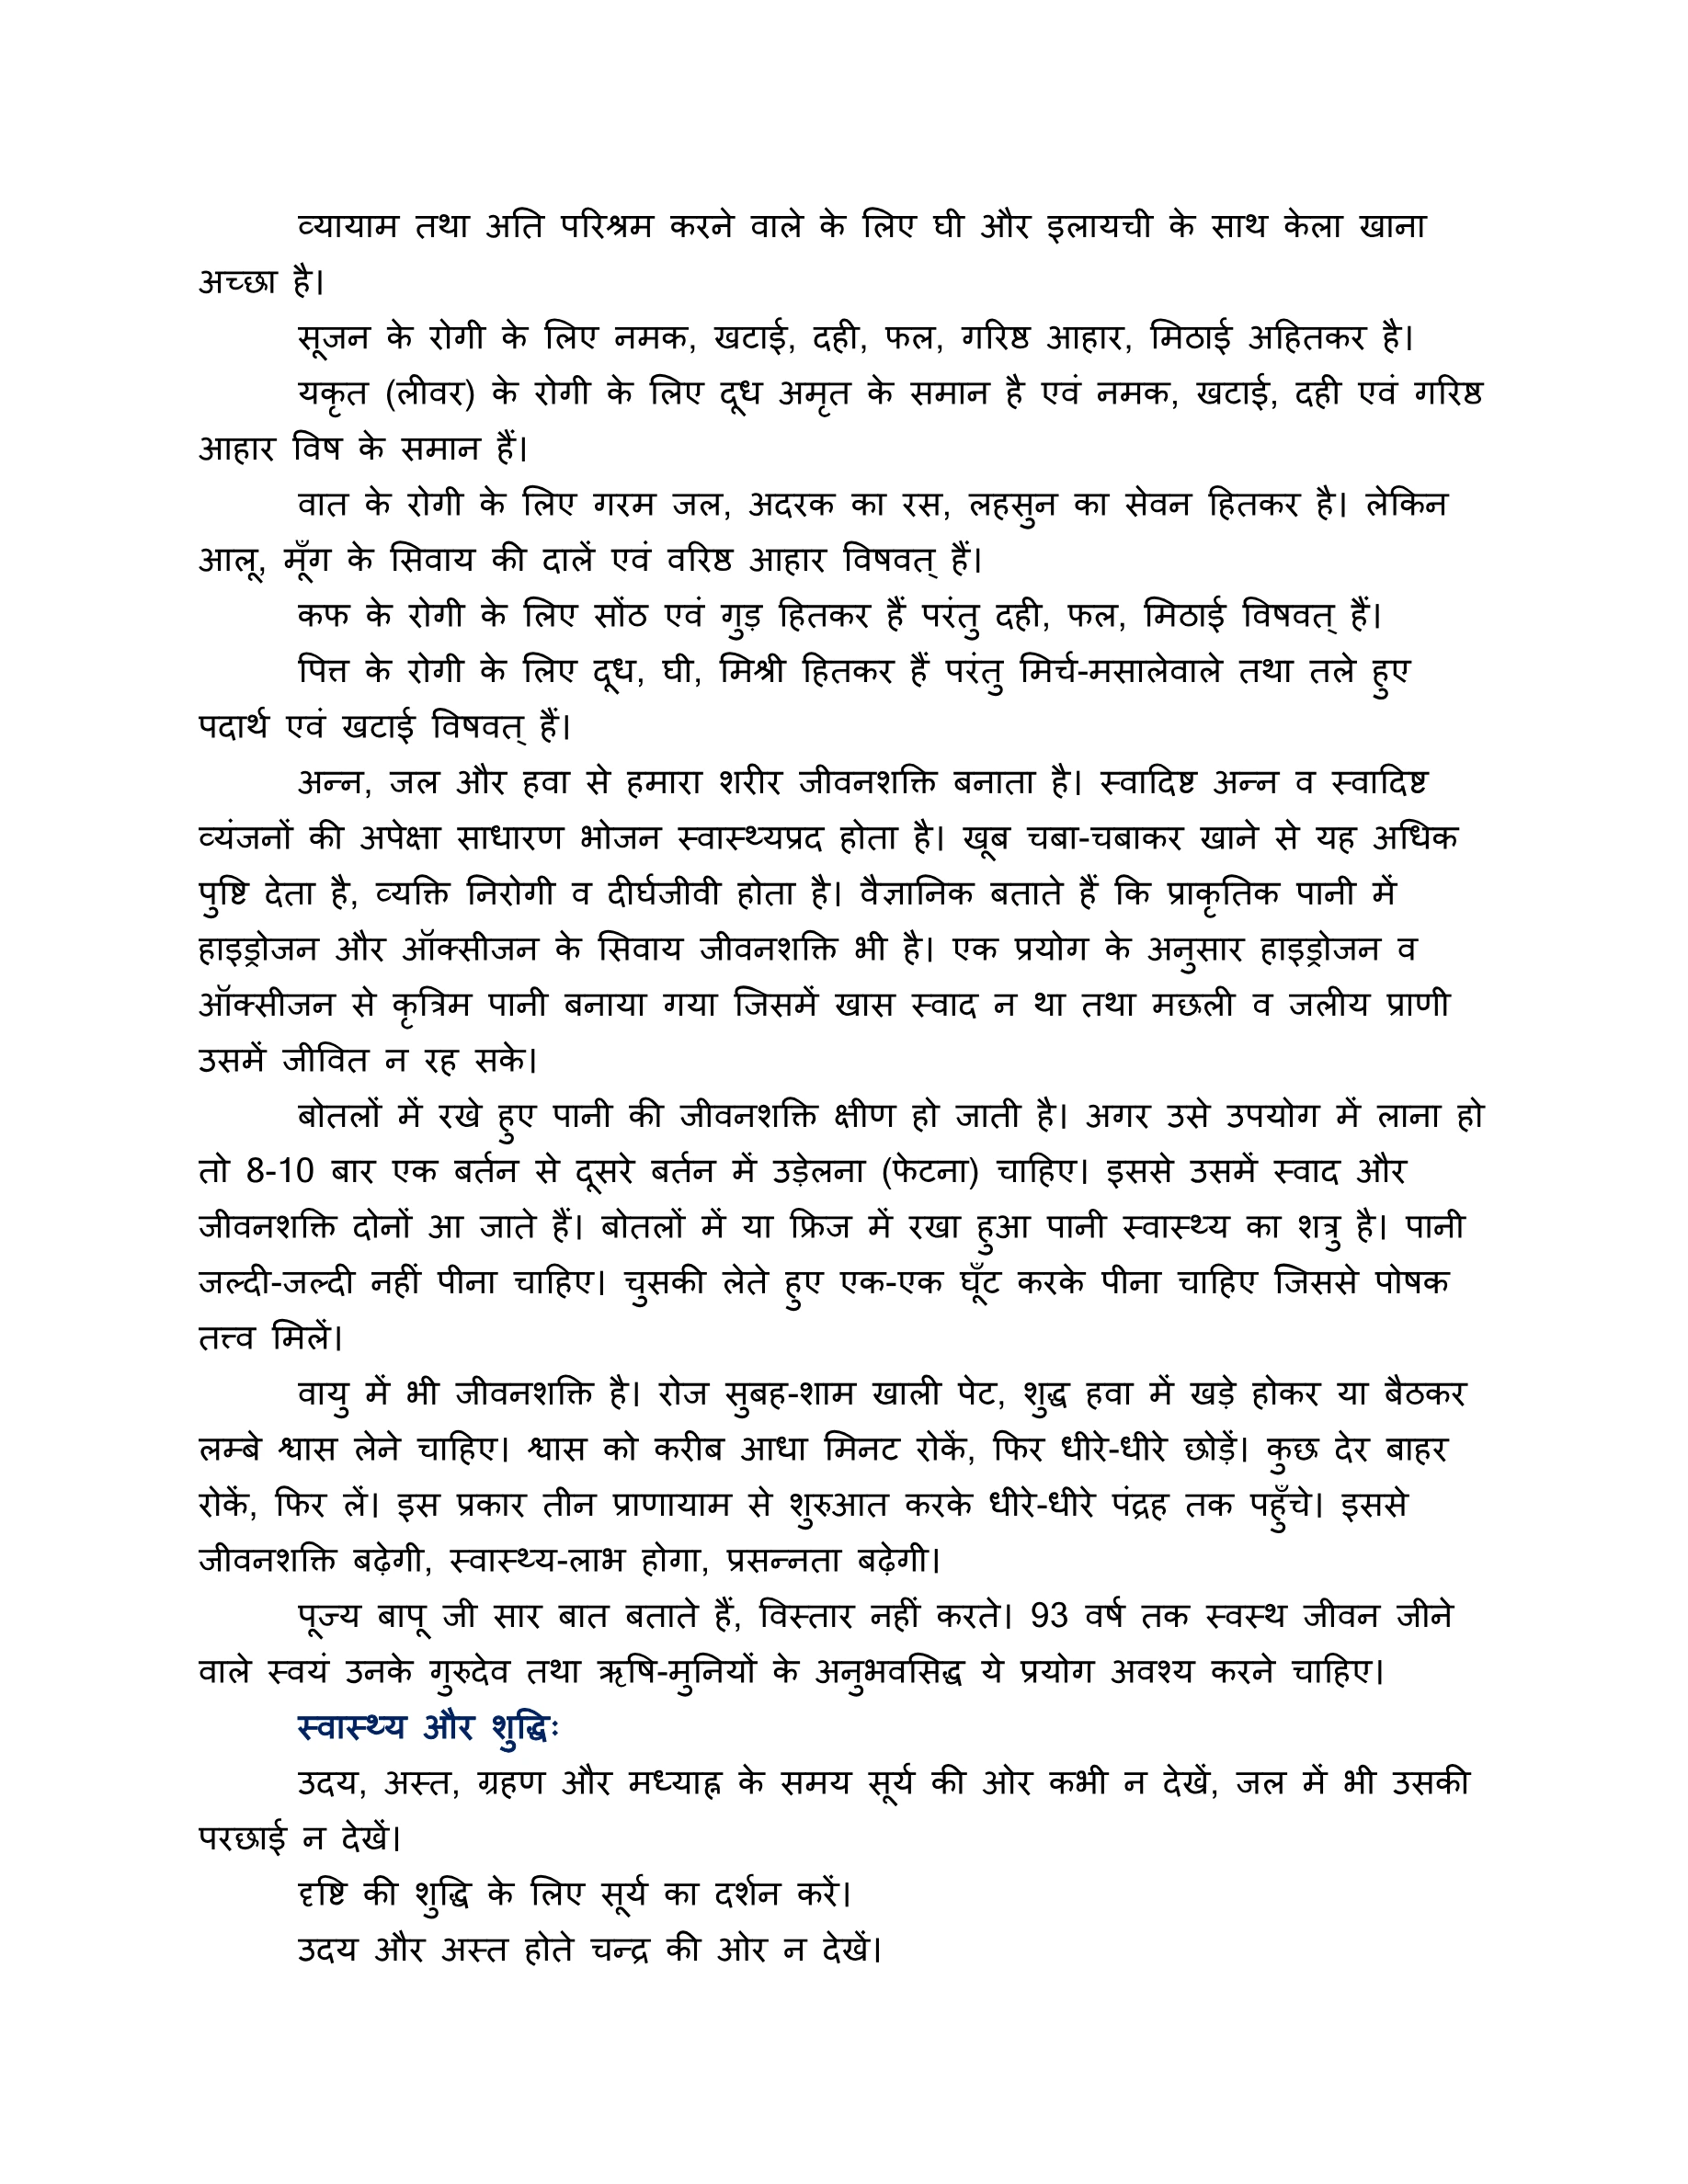 व्यायाम तथा अति परिश्रम करने वाले के लिए घी और इलायची के साथ केला खाना
अच्छा है।
सूजन के रोगी के लिए नमक, खटाई, दही, फल, गरिष्ठ आहार, मिठाई अहितकर है।
यकृत (लीवर) के रोगी के लिए दूध अमृत के समान है एवं नमक, खटाई, दही एवं गरिष्ठ
आहार विष के समान हैं।
वात के रोगी के लिए गरम जल, अदरक का रस, लहसुन का सेवन हितकर है। लेकिन
आलू, मूँग के सिवाय की दालें एवं वरिष्ठ आहार विषवत् हैं।
कफ के रोगी के लिए सोंठ एवं गुड़ हितकर हैं परंतु दही, फल, मिठाई विषवत् हैं।
पित्त के रोगी के लिए दूध, घी, मिश्री हितकर हैं परंतु मिर्च-मसालेवाले तथा तले हुए
पदार्थ एवं खटाई विषवत् हैं।
अन्न, जल और हवा से हमारा शरीर जीवनशक्ति बनाता है। स्वादिष्ट अन्न व स्वादिष्ट
व्यंजनों की अपेक्षा साधारण भोजन स्वास्थ्यप्रद होता है। खूब चबा-चबाकर खाने से यह अधिक
पुष्टि देता है, व्यक्ति निरोगी व दीर्घजीवी होता है। वैज्ञानिक बताते हैं कि प्राकृतिक पानी में
हाइड्रोजन और ऑक्सीजन के सिवाय जीवनशक्ति भी है। एक प्रयोग के अनुसार हाइड्रोजन व
ऑक्सीजन से कृत्रिम पानी बनाया गया जिसमें खास स्वाद न था तथा मछली व जलीय प्राणी
उसमें जीवित न रह सके।
बोतलों में रखे हुए पानी की जीवनशक्ति क्षीण हो जाती है। अगर उसे उपयोग में लाना हो
तो 8-10 बार एक बर्तन से दूसरे बर्तन में उड़ेलना (फेटना) चाहिए। इससे उसमें स्वाद और
जीवनशक्ति दोनों आ जाते हैं। बोतलों में या फ्रिज में रखा हुआ पानी स्वास्थ्य का शत्रु है। पानी
जल्दी-जल्दी नहीं पीना चाहिए। चुसकी लेते हुए एक-एक घूँट करके पीना चाहिए जिससे पोषक
तत्त्व मिलें।
वायु में भी जीवनशक्ति है। रोज सुबह-शाम खाली पेट, शुद्ध हवा में खड़े होकर या बैठकर
लम्बे श्वास लेने चाहिए। श्वास को करीब आधा मिनट रोकें, फिर धीरे-धीरे छोड़ें। कुछ देर बाहर
रोकें, फिर लें। इस प्रकार तीन प्राणायाम से शुरुआत करके धीरे-धीरे पंद्रह तक पहुँचे। इससे
जीवनशक्ति बढ़ेगी, स्वास्थ्य-लाभ होगा, प्रसन्नता बढ़ेगी।
पूज्य बापू जी सार बात बताते हैं, विस्तार नहीं करते। 93 वर्ष तक स्वस्थ जीवन जीने
वाले स्वयं उनके गुरुदेव तथा ऋषि-मुनियों के अनुभवसिद्ध ये प्रयोग अवश्य करने चाहिए।
स्वास्थ्य और शुद्धिः
उदय, अस्त, ग्रहण और मध्याह्न के समय सूर्य की ओर कभी न देखें, जल में भी उसकी
परछाई न देखें।
दृष्टि की शुद्धि के लिए सूर्य का दर्शन करें।
उदय और अस्त होते चन्द्र की ओर न देखें।